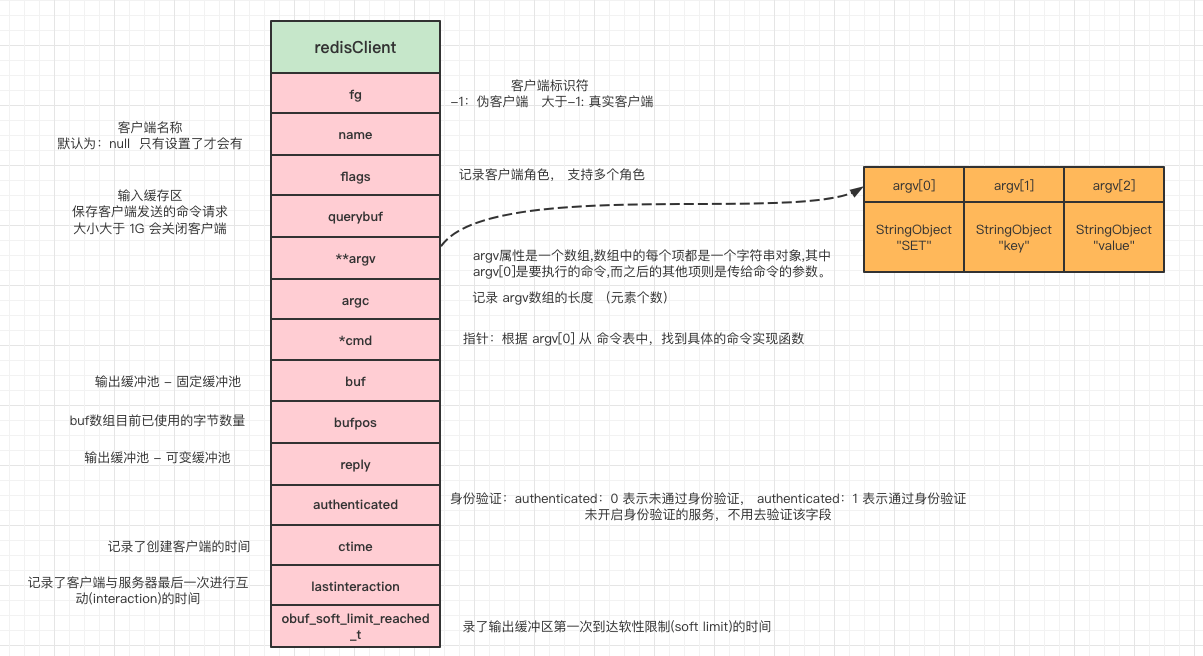 redisClient
fg
客户端标识符
-1：伪客户端 大于-1: 真实客户端
客户端名称
默认为：null 只有设置了才会有
name
flags
记录客户端角色， 支持多个角色
输入缓存区
保存客户端发送的命令请求
大小大于 1G 会关闭客户端
querybuf
**argv
argv属性是一个数组,数组中的每个项都是一个字符串对象,其中
argv[0]是要执行的命令,而之后的其他项则是传给命令的参数。
argv[0]
argv[1]
argv[2]
StringObject
"SET"
StringObject
"key"
StringObject
"value"
argc
记录 argv数组的长度 （元素个数）
*cmd
指针：根据 argv[0] 从 命令表中，找到具体的命令实现函数
输出缓冲池 - 固定缓冲池
buf
buf数组目前已使用的字节数量
bufpos
输出缓冲池 - 可变缓冲池
reply
authenticated
身份验证：authenticated：0 表示未通过身份验证， authenticated：1 表示通过身份验证
未开启身份验证的服务，不用去验证该字段
记录了创建客户端的时间
ctime
记录了客户端与服务器最后一次进行互
动(interaction)的时间
lastinteraction
obuf_soft_limit_reached
_t
录了输出缓冲区第一次到达软性限制(soft limit)的时间